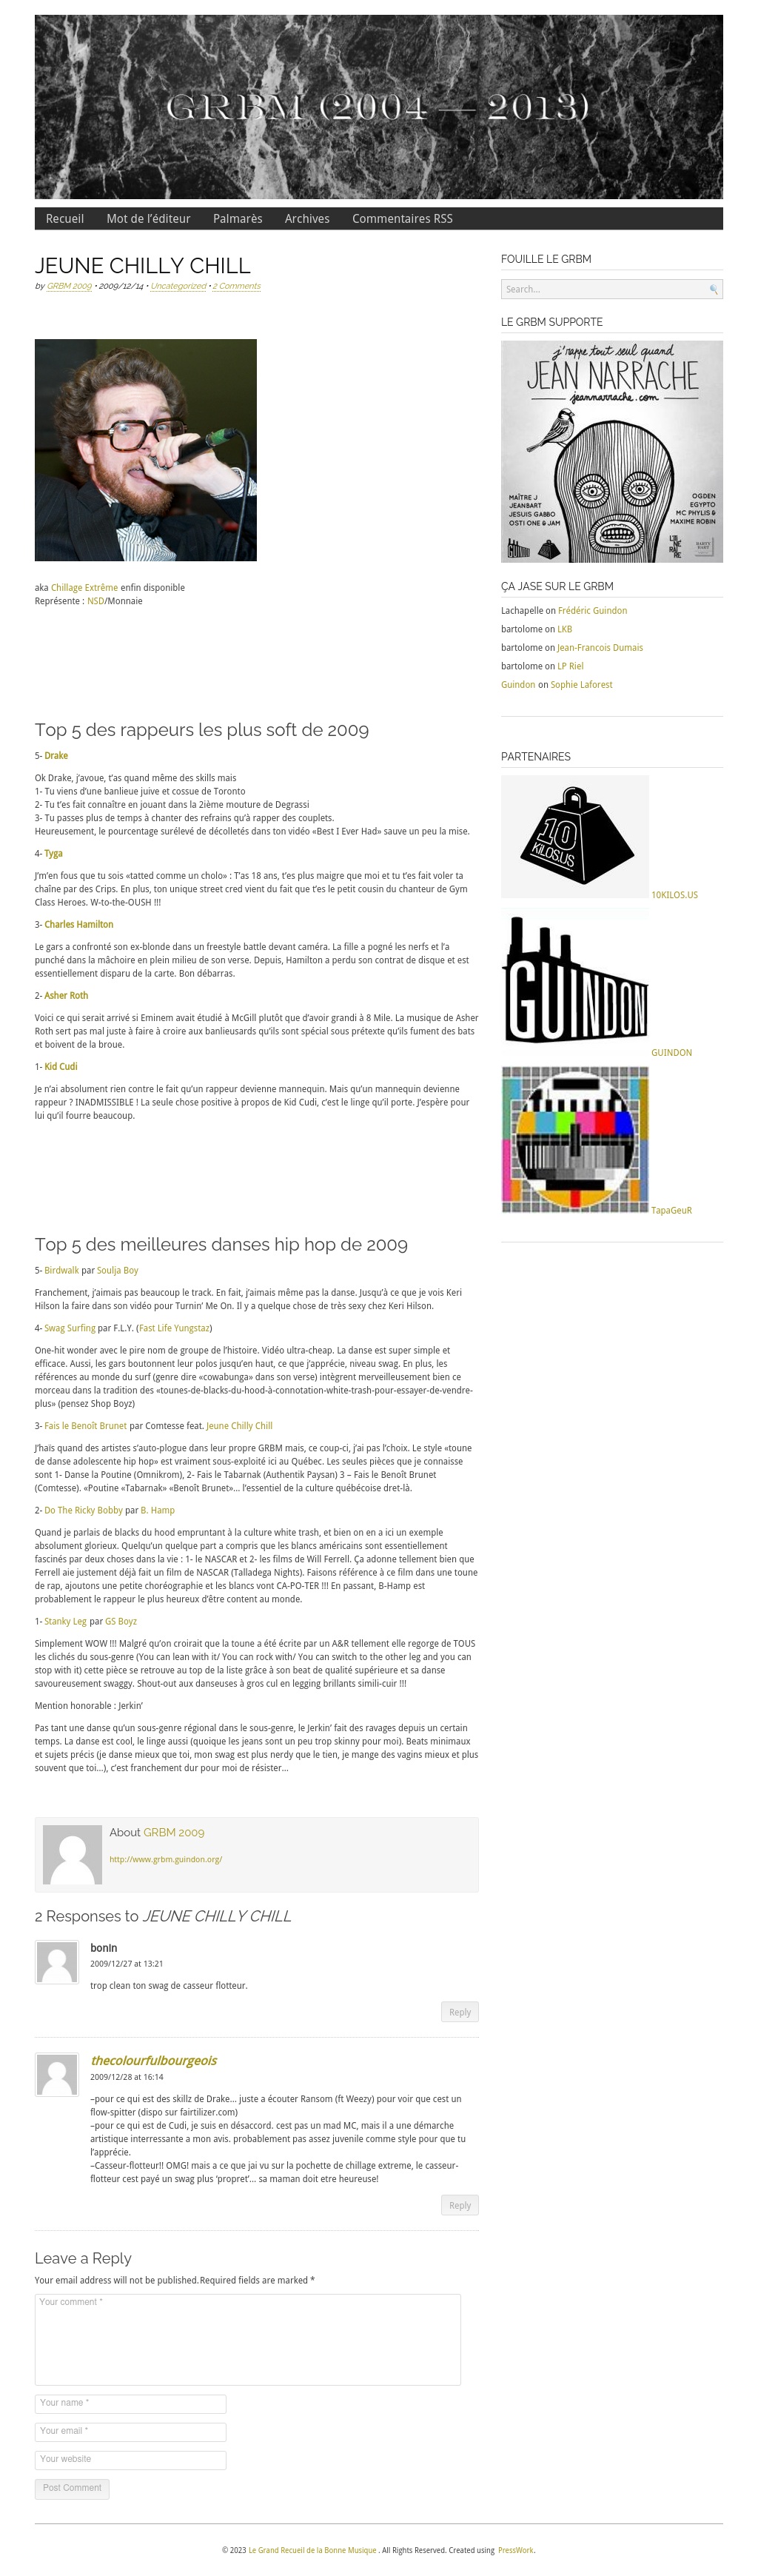 GRBM (2004 — 2013)
Recueil Mot de l’éditeur Palmarès Archives Commentaires RSS
JEUNE CHILLY CHILL
by GRBM 2009 • 2009/12/14 • Uncategorized • 2 Comments
aka Chillage Extrême enfin disponible
Représente : NSD/Monnaie
Top 5 des rappeurs les plus soft de 2009
5- Drake
Ok Drake, j’avoue, t’as quand même des skills mais
1- Tu viens d’une banlieue juive et cossue de Toronto
2- Tu t’es fait connaître en jouant dans la 2ième mouture de Degrassi
3- Tu passes plus de temps à chanter des refrains qu’à rapper des couplets.
Heureusement, le pourcentage surélevé de décolletés dans ton vidéo «Best I Ever Had» sauve un peu la mise.
4- Tyga
J’m’en fous que tu sois «tatted comme un cholo» : T’as 18 ans, t’es plus maigre que moi et tu t’es fait voler ta
chaîne par des Crips. En plus, ton unique street cred vient du fait que t’es le petit cousin du chanteur de Gym
Class Heroes. W-to-the-OUSH !!!
3- Charles Hamilton
Le gars a confronté son ex-blonde dans un freestyle battle devant caméra. La fille a pogné les nerfs et l’a
punché dans la mâchoire en plein milieu de son verse. Depuis, Hamilton a perdu son contrat de disque et est
essentiellement disparu de la carte. Bon débarras.
2- Asher Roth
Voici ce qui serait arrivé si Eminem avait étudié à McGill plutôt que d’avoir grandi à 8 Mile. La musique de Asher
Roth sert pas mal juste à faire à croire aux banlieusards qu’ils sont spécial sous prétexte qu’ils fument des bats
et boivent de la broue.
1- Kid Cudi
Je n’ai absolument rien contre le fait qu’un rappeur devienne mannequin. Mais qu’un mannequin devienne
rappeur ? INADMISSIBLE ! La seule chose positive à propos de Kid Cudi, c’est le linge qu’il porte. J’espère pour
lui qu’il fourre beaucoup.
Top 5 des meilleures danses hip hop de 2009
5- Birdwalk par Soulja Boy
Franchement, j’aimais pas beaucoup le track. En fait, j’aimais même pas la danse. Jusqu’à ce que je vois Keri
Hilson la faire dans son vidéo pour Turnin’ Me On. Il y a quelque chose de très sexy chez Keri Hilson.
4- Swag Surfing par F.L.Y. (Fast Life Yungstaz)
One-hit wonder avec le pire nom de groupe de l’histoire. Vidéo ultra-cheap. La danse est super simple et
efficace. Aussi, les gars boutonnent leur polos jusqu’en haut, ce que j’apprécie, niveau swag. En plus, les
références au monde du surf (genre dire «cowabunga» dans son verse) intègrent merveilleusement bien ce
morceau dans la tradition des «tounes-de-blacks-du-hood-à-connotation-white-trash-pour-essayer-de-vendre-
plus» (pensez Shop Boyz)
3- Fais le Benoît Brunet par Comtesse feat. Jeune Chilly Chill
J’hais quand des artistes s’auto-plogue dans leur propre GRBM mais, ce coup-ci, j’ai pas l’choix. Le style «toune
de danse adolescente hip hop» est vraiment sous-exploité ici au Québec. Les seules pièces que je connaisse
sont 1- Danse la Poutine (Omnikrom), 2- Fais le Tabarnak (Authentik Paysan) 3 – Fais le Benoît Brunet
(Comtesse). «Poutine «Tabarnak» «Benoît Brunet»… l’essentiel de la culture québécoise dret-là.
2- Do The Ricky Bobby par B. Hamp
Quand je parlais de blacks du hood empruntant à la culture white trash, et bien on en a ici un exemple
absolument glorieux. Quelqu’un quelque part a compris que les blancs américains sont essentiellement
fascinés par deux choses dans la vie : 1- le NASCAR et 2- les films de Will Ferrell. Ça adonne tellement bien que
Ferrell aie justement déjà fait un film de NASCAR (Talladega Nights). Faisons référence à ce film dans une toune
de rap, ajoutons une petite choréographie et les blancs vont CA-PO-TER !!! En passant, B-Hamp est
probablement le rappeur le plus heureux d’être content au monde.
1- Stanky Leg par GS Boyz
Simplement WOW !!! Malgré qu’on croirait que la toune a été écrite par un A&R tellement elle regorge de TOUS
les clichés du sous-genre (You can lean with it/ You can rock with/ You can switch to the other leg and you can
stop with it) cette pièce se retrouve au top de la liste grâce à son beat de qualité supérieure et sa danse
savoureusement swaggy. Shout-out aux danseuses à gros cul en legging brillants simili-cuir !!!
Mention honorable : Jerkin’
Pas tant une danse qu’un sous-genre régional dans le sous-genre, le Jerkin’ fait des ravages depuis un certain
temps. La danse est cool, le linge aussi (quoique les jeans sont un peu trop skinny pour moi). Beats minimaux
et sujets précis (je danse mieux que toi, mon swag est plus nerdy que le tien, je mange des vagins mieux et plus
souvent que toi…), c’est franchement dur pour moi de résister…
About GRBM 2009
http://www.grbm.guindon.org/
2 Responses to JEUNE CHILLY CHILL
bonin
2009/12/27 at 13:21
trop clean ton swag de casseur flotteur.
Reply
thecolourfulbourgeois
2009/12/28 at 16:14
–pour ce qui est des skillz de Drake… juste a écouter Ransom (ft Weezy) pour voir que cest un
flow-spitter (dispo sur fairtilizer.com)
–pour ce qui est de Cudi, je suis en désaccord. cest pas un mad MC, mais il a une démarche
artistique interressante a mon avis. probablement pas assez juvenile comme style pour que tu
l’apprécie.
–Casseur-flotteur!! OMG! mais a ce que jai vu sur la pochette de chillage extreme, le casseur-
flotteur cest payé un swag plus ‘propret’… sa maman doit etre heureuse!
Reply
Leave a Reply
Your email address will not be published.Required fields are marked *
Your comment *
Your name *
Your email *
Your website
Post Comment
FOUILLE LE GRBM
Search...
LE GRBM SUPPORTE
j'rappe tout seul quand
JEAN NARRACHE
jeannarrache.com
MAÎTRE J
JEANBART
JESUIS GABBO
OSTI ONE & JAM
OGDEN
EGYPTO
MC PHYLIS &
MAXIME ROBIN
ÇA JASE SUR LE GRBM
Lachapelle on Frédéric Guindon
bartolome on LKB
bartolome on Jean-Francois Dumais
bartolome on LP Riel
Guindon on Sophie Laforest
PARTENAIRES
10
KILOS.US
10KILOS.US
GUINDON
GUINDON
TapaGeuR
© 2023 Le Grand Recueil de la Bonne Musique . All Rights Reserved. Created using PressWork.